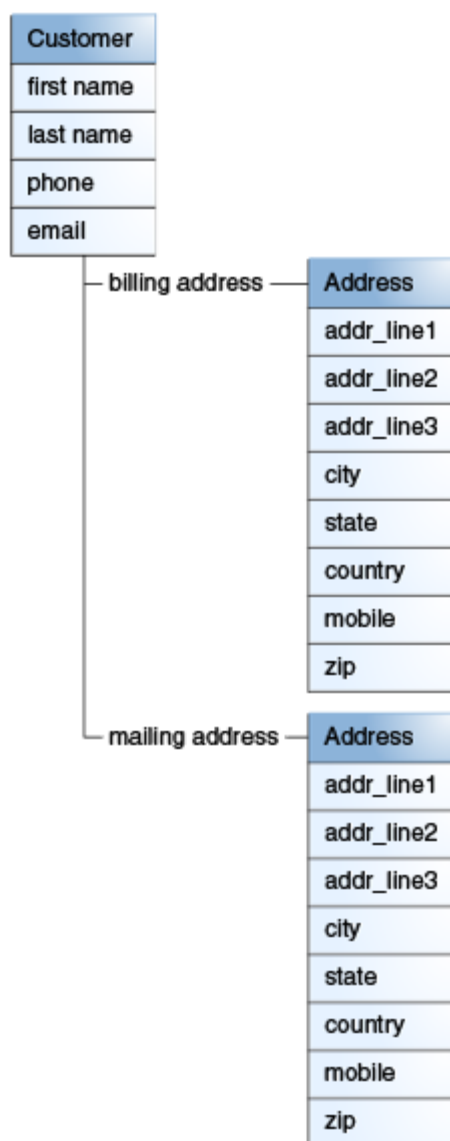 Customer
first name
last name
phone
email
billing address
Address
addr_line1
addr_line2
addr_line3
city
state
country
mobile
zip
mailing address
Address
addr_line1
addr_line2
addr_line3
city
state
country
mobile
zip